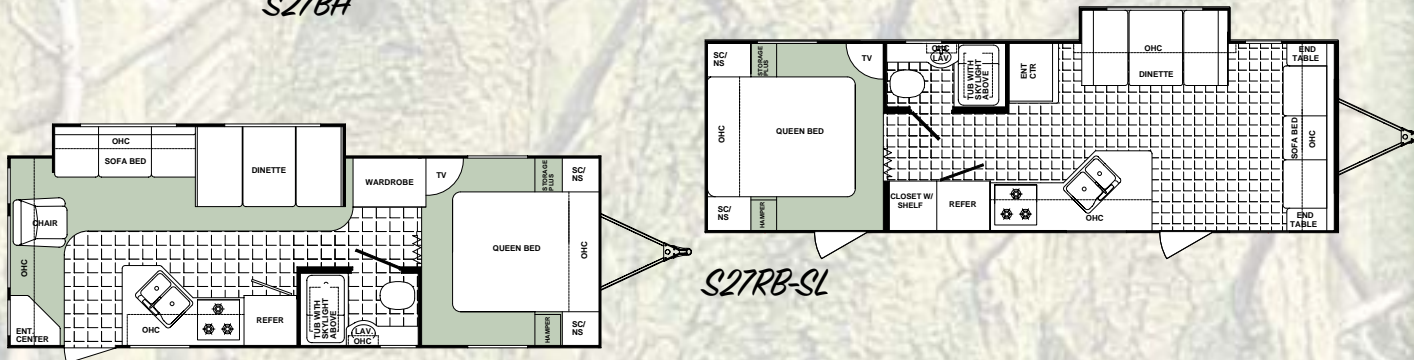 S27BH
OHC
SOFA BED
DINETTE
WARDROBE
TV
STORAGE
PLUS
SC/
NS
CHAIR
OHC
QUEEN BED
OHC
ENT.
CENTER
OHC
REFER
TUB WITH
SKYLIGHT
ABOVE
LAV.
OHC
HAMPER
SC/
NS
SC/
NS
STORAGE
PLUS
TV
OHC
LAV
TUB WITH
SKYLIGHT
ABOVE
ENT
CTR
OHC
DINETTE
END
TABLE
OHC
QUEEN BED
SOFA BED
OHC
SC/
NS
HAMPER
CLOSET W/
SHELF
REFER
OHC
END
TABLE
S27RB-SL